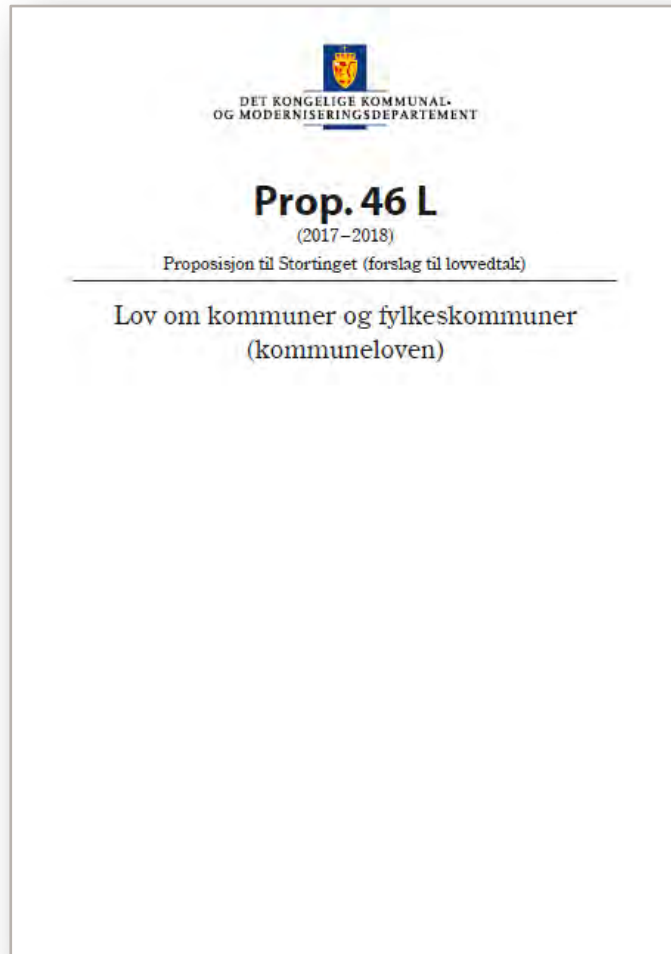 DET KONGELIGE KOMMUNAL-
OG MODERNISERINGSDEPARTEMENT
Prop. 46 L
(2017–2018)
Proposisjon til Stortinget (forslag til lovvedtak)
Lov om kommuner og fylkeskommuner
(kommuneloven)